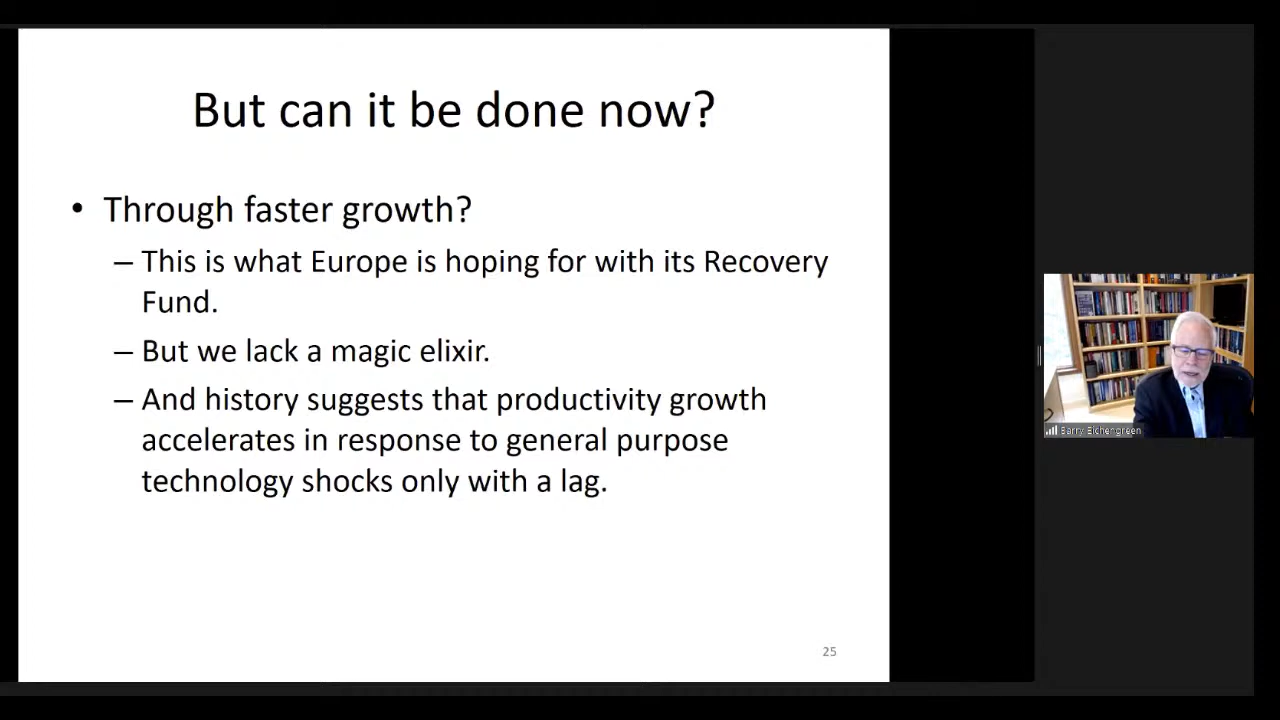 But can it be done now?
• Through faster growth?
– This is what Europe is hoping for with its Recovery
Fund.
– But we lack a magic elixir.
– And history suggests that productivity growth
accelerates in response to general purpose
technology shocks only with a lag.
25
Barry Eichengreen